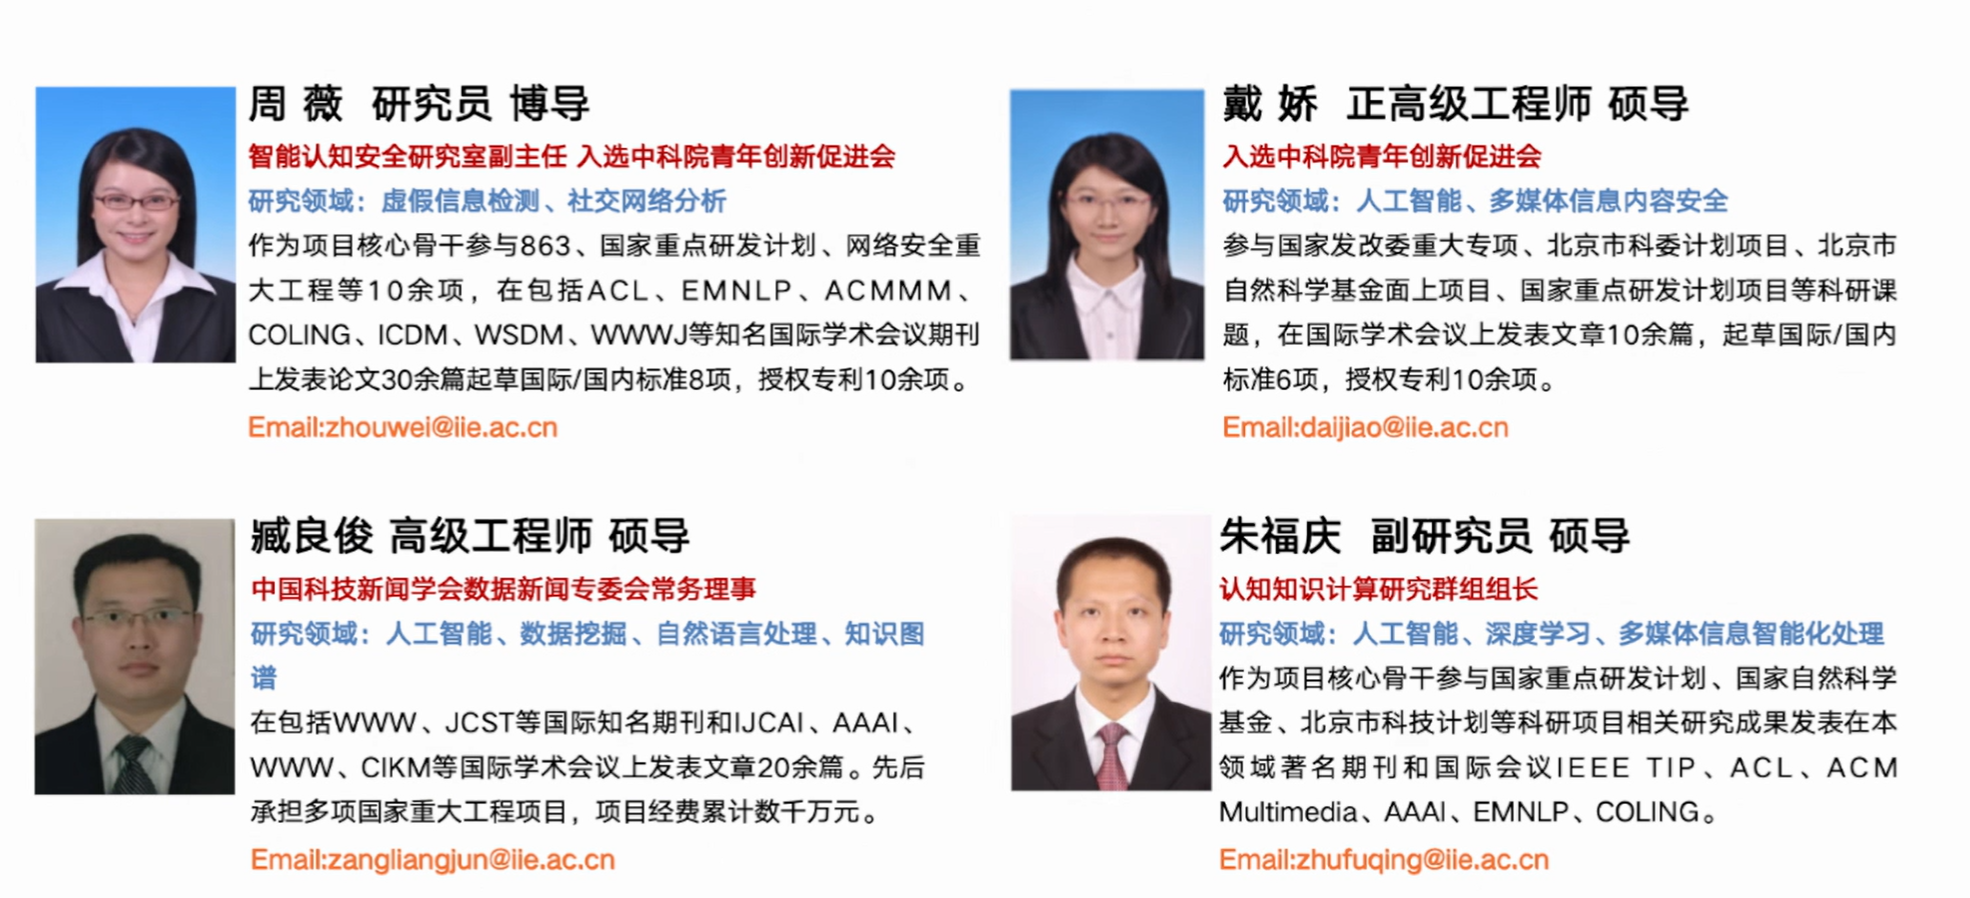 周 薇 研究员 博导
智能认知安全研究室副主任 入选中科院青年创新促进会
研究领域：虚假信息检测、社交网络分析
作为项目核心骨干参与863、国家重点研发计划、网络安全重
大工程等10余项，在包括ACL、EMNLP、ACMMM、
COLING、ICDM、WSDM、WWWJ等知名国际学术会议期刊
上发表论文30余篇起草国际/国内标准8项，授权专利10余项。
Email:zhouwei@iie.ac.cn
戴 娇 正高级工程师 硕导
入选中科院青年创新促进会
研究领域：人工智能、多媒体信息内容安全
参与国家发改委重大专项、北京市科委计划项目、北京市
自然科学基金面上项目、国家重点研发计划项目等科研课
题，在国际学术会议上发表文章10余篇，起草国际/国内
标准6项，授权专利10余项。
Email:daijiao@iie.ac.cn
臧良俊 高级工程师 硕导
中国科技新闻学会数据新闻专委会常务理事
研究领域：人工智能、数据挖掘、自然语言处理、知识图
谱
在包括WWW、JCST等国际知名期刊和IJCAI、AAAI、
WWW、CIKM等国际学术会议上发表文章20余篇。先后
承担多项国家重大工程项目，项目经费累计数千万元。
Email:zangliangjun@iie.ac.cn
朱福庆 副研究员 硕导
认知知识计算研究群组组长
研究领域：人工智能、深度学习、多媒体信息智能化处理
作为项目核心骨干参与国家重点研发计划、国家自然科学
基金、北京市科技计划等科研项目相关研究成果发表在本
领域著名期刊和国际会议IEEE TIP、ACL、ACM
Multimedia、AAAI、EMNLP、COLING。
Email:zhufuqing@iie.ac.cn